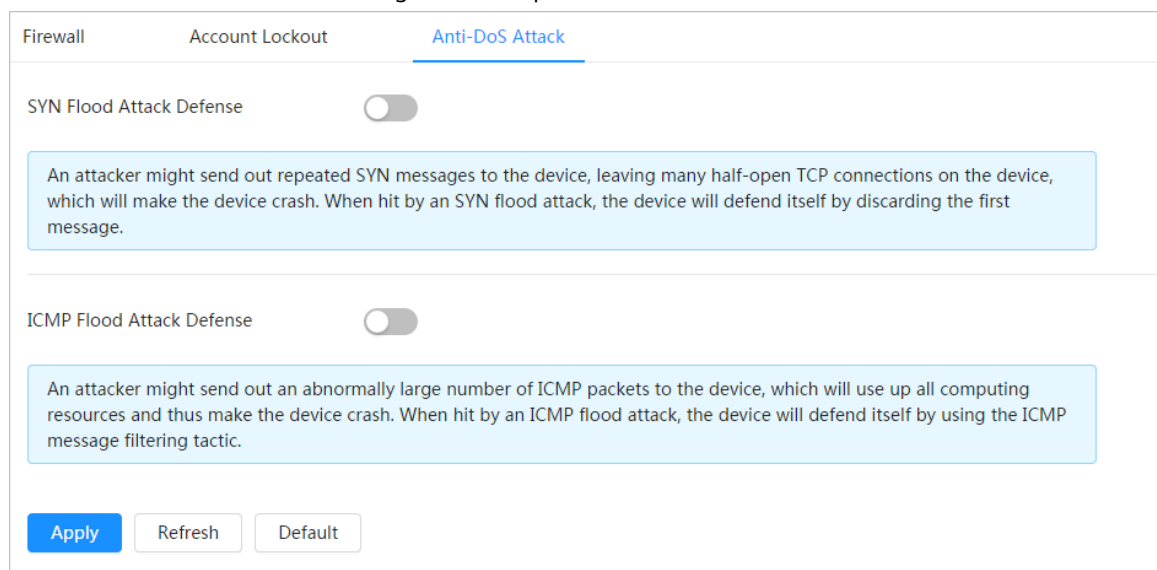 Firewall Account Lockout Anti-DoS Attack
SYN Flood Attack Defense
An attacker might send out repeated SYN messages to the device, leaving many half-open TCP connections on the device,
which will make the device crash. When hit by an SYN flood attack, the device will defend itself by discarding the first
message.
ICMP Flood Attack Defense
An attacker might send out an abnormally large number of ICMP packets to the device, which will use up all computing
resources and thus make the device crash. When hit by an ICMP flood attack, the device will defend itself by using the ICMP
message filtering tactic.
Apply Refresh Default